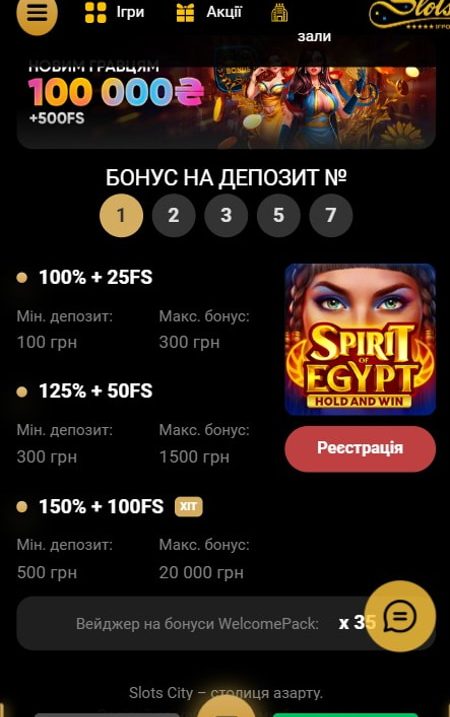 Ігри
Акції
зали
Slots
НОВИМ ГРАВЦЯМ
100 000₴
+500FS
БОНУС НА ДЕПОЗИТ №
1 2 3 5 7
100% + 25FS
Мін. депозит: Макс. бонус:
100 грн 300 грн
SPIRIT
OF
EGYPT
HOLD AND WIN
125% + 50FS
Мін. депозит: Макс. бонус:
300 грн 1500 грн
Реєстрація
150% + 100FS ХІТ
Мін. депозит: Макс. бонус:
500 грн 20 000 грн
Вейджер на бонуси WelcomePack: x 35
Slots City – столиця азарту.